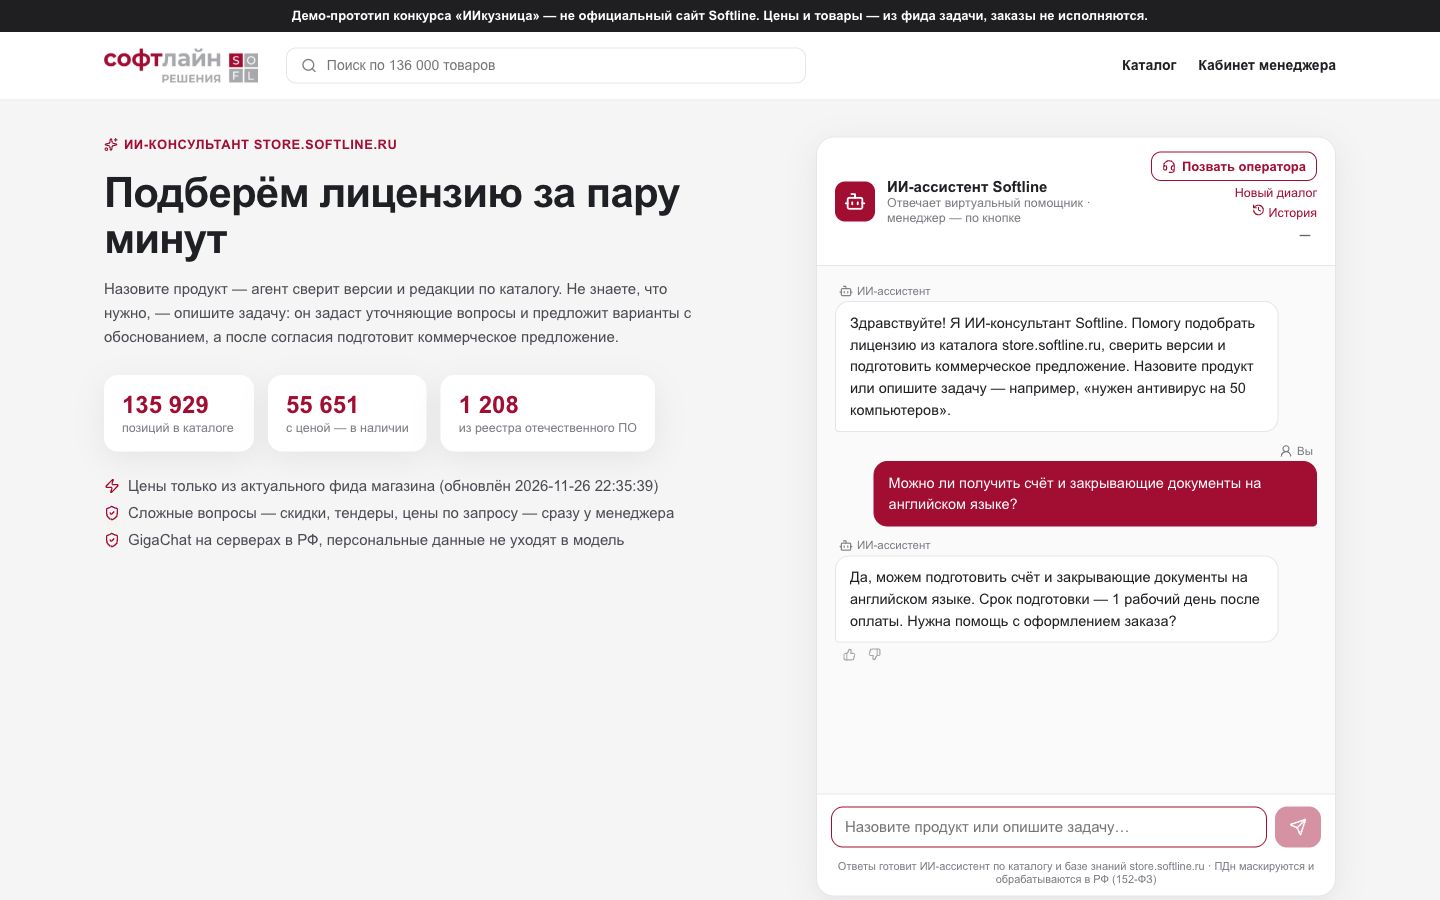 Демо-прототип конкурса «ИИкузница» — не официальный сайт Softline. Цены и товары — из фида задачи, заказы не исполняются.
софтлайн
РЕШЕНИЯ
SO
FL
Поиск по 136 000 товаров
Каталог
Кабинет менеджера
ИИ-КОНСУЛЬТАНТ STORE.SOFTLINE.RU
Подберём лицензию за пару
минут
Назовите продукт — агент сверит версии и редакции по каталогу. Не знаете, что
нужно, — опишите задачу: он задаст уточняющие вопросы и предложит варианты с
обоснованием, а после согласия подготовит коммерческое предложение.
135 929
позиций в каталоге
55 651
с ценой — в наличии
1 208
из реестра отечественного ПО
Цены только из актуального фида магазина (обновлён 2026-11-26 22:35:39)
Сложные вопросы — скидки, тендеры, цены по запросу — сразу у менеджера
GigaChat на серверах в РФ, персональные данные не уходят в модель
ИИ-ассистент Softline
Отвечает виртуальный помощник ·
менеджер — по кнопке
Позвать оператора
Новый диалог
История
—
ИИ-ассистент
Здравствуйте! Я ИИ-консультант Softline. Помогу подобрать
лицензию из каталога store.softline.ru, сверить версии и
подготовить коммерческое предложение. Назовите продукт
или опишите задачу — например, «нужен антивирус на 50
компьютеров».
Вы
Можно ли получить счёт и закрывающие документы на
английском языке?
ИИ-ассистент
Да, можем подготовить счёт и закрывающие документы на
английском языке. Срок подготовки — 1 рабочий день после
оплаты. Нужна помощь с оформлением заказа?
Назовите продукт или опишите задачу…
Ответы готовит ИИ-ассистент по каталогу и базе знаний store.softline.ru · ПДн маскируются и
обрабатываются в РФ (152-ФЗ)